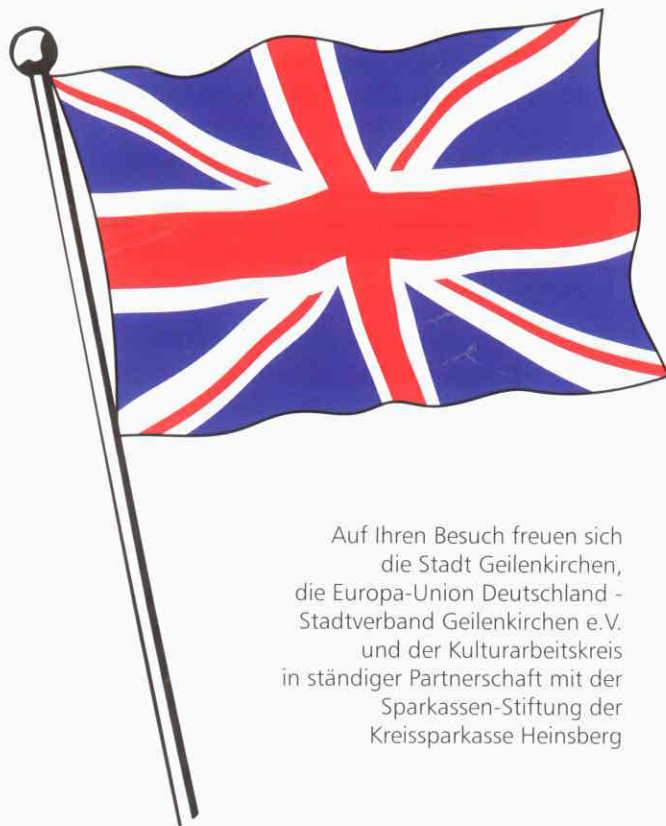 Auf Ihren Besuch freuen sich
die Stadt Geilenkirchen,
die Europa-Union Deutschland -
Stadtverband Geilenkirchen e.V.
und der Kulturarbeitskreis
in ständiger Partnerschaft mit der
Sparkassen-Stiftung der
Kreissparkasse Heinsberg